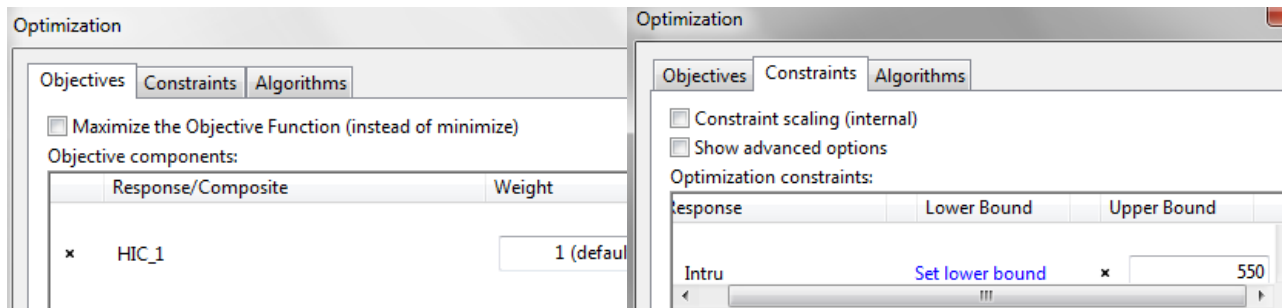 Optimization
Objectives Constraints Algorithms
Maximize the Objective Function (instead of minimize)
Objective components:
Response/Composite Weight
× HIC_1 1 (defaul
Optimization
Objectives Constraints Algorithms
Constraint scaling (internal)
Show advanced options
Optimization constraints:
Response Lower Bound Upper Bound
Intru Set lower bound × 550